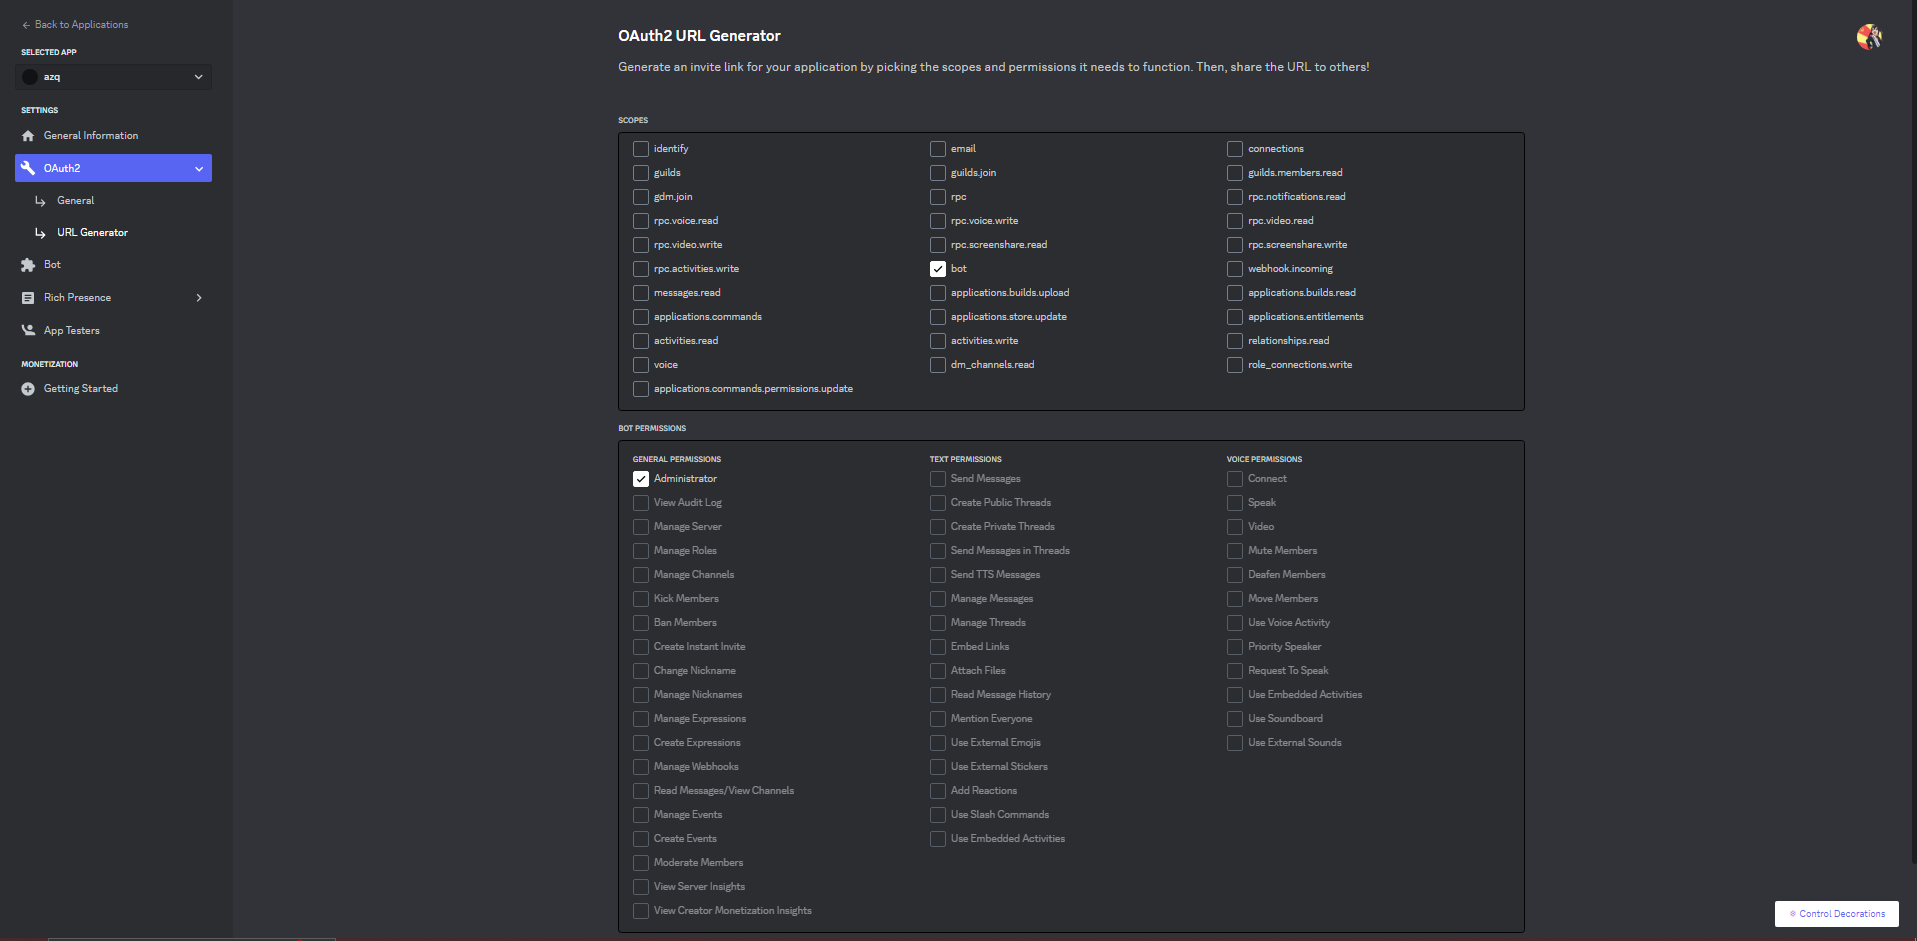 ← Back to Applications
SELECTED APP
azq
SETTINGS
General Information
OAuth2
General
URL Generator
Bot
Rich Presence
App Testers
MONETIZATION
Getting Started
OAuth2 URL Generator
Generate an invite link for your application by picking the scopes and permissions it needs to function. Then, share the URL to others!
SCOPES
identify email connections
guilds guilds.join guilds.members.read
gdm.join rpc rpc.notifications.read
rpc.voice.read rpc.voice.write rpc.video.read
rpc.video.write rpc.screenshare.read rpc.screenshare.write
rpc.activities.write bot webhook.incoming
messages.read applications.builds.upload applications.builds.read
applications.commands applications.store.update applications.entitlements
activities.read activities.write relationships.read
voice dm_channels.read role_connections.write
applications.commands.permissions.update
BOT PERMISSIONS
GENERAL PERMISSIONS
Administrator
View Audit Log
Manage Server
Manage Roles
Manage Channels
Kick Members
Ban Members
Create Instant Invite
Change Nickname
Manage Nicknames
Manage Expressions
Create Expressions
Manage Webhooks
Read Messages/View Channels
Manage Events
Create Events
Moderate Members
View Server Insights
View Creator Monetization Insights
TEXT PERMISSIONS
Send Messages
Create Public Threads
Create Private Threads
Send Messages in Threads
Send TTS Messages
Manage Messages
Manage Threads
Embed Links
Attach Files
Read Message History
Mention Everyone
Use External Emojis
Use External Stickers
Add Reactions
Use Slash Commands
Use Embedded Activities
VOICE PERMISSIONS
Connect
Speak
Video
Mute Members
Deafen Members
Move Members
Use Voice Activity
Priority Speaker
Request To Speak
Use Embedded Activities
Use Soundboard
Use External Sounds
Control Decorations